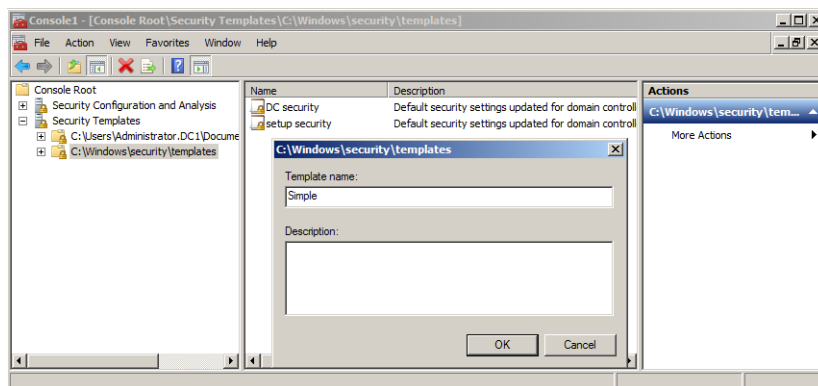 Console1 - [Console Root\Security Templates\C:\Windows\security\templates]
File Action View Favorites Window Help
Console Root
Security Configuration and Analysis
Security Templates
C:\Users\Administrator.DC1\Docume
C:\Windows\security\templates
Name Description
DC security Default security settings updated for domain controll
setup security Default security settings updated for domain controll
C:\Windows\security\templates
Template name:
Simple
Description:
OK Cancel
Actions
C:\Windows\security\tem...
More Actions